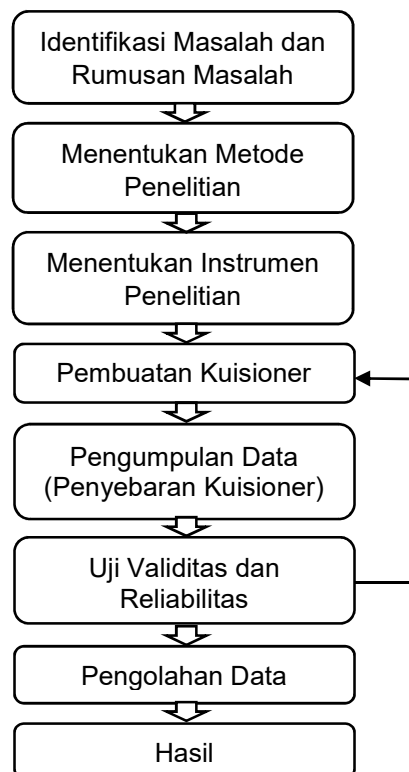 Identifikasi Masalah dan
Rumusan Masalah
Menentukan Metode
Penelitian
Menentukan Instrumen
Penelitian
Pembuatan Kuisioner
Pengumpulan Data
(Penyebaran Kuisioner)
Uji Validitas dan
Reliabilitas
Pengolahan Data
Hasil